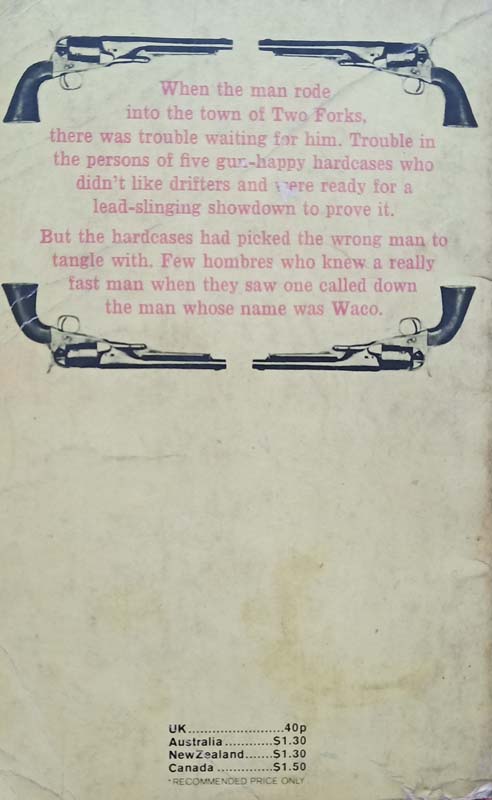 When the man rode
into the town of Two Forks,
there was trouble waiting for him. Trouble in
the persons of five gun-happy hardcases who
didn't like drifters and were ready for a
lead-slinging showdown to prove it.
But the hardcases had picked the wrong man to
tangle with. Few hombres who knew a really
fast man when they saw one called down
the man whose name was Waco.
UK........................40p
Australia............$1.30
NewZealand.......$1.30
Canada..............$1.50
*RECOMMENDED PRICE ONLY